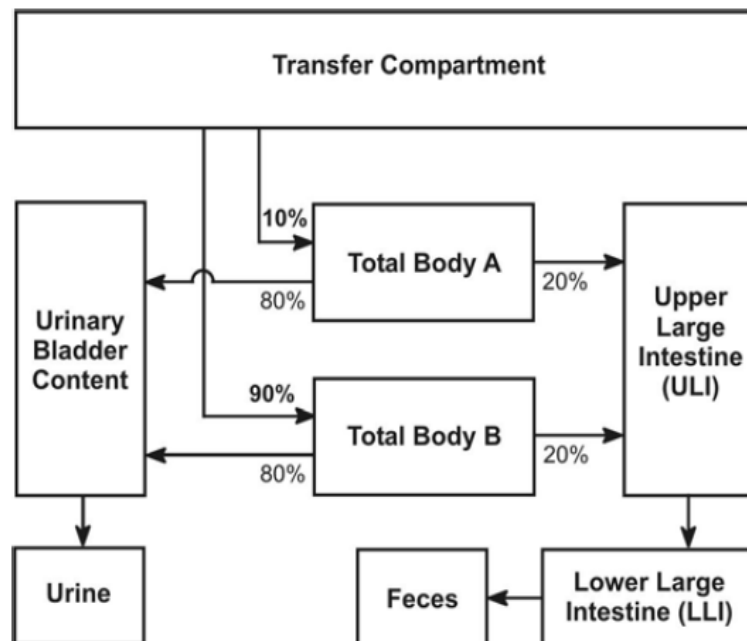 Transfer Compartment
10%
Total Body A
80%
20%
Urinary
Bladder
Content
Upper
Large
Intestine
(ULI)
90%
Total Body B
80%
20%
Urine
Feces
Lower Large
Intestine (LLI)